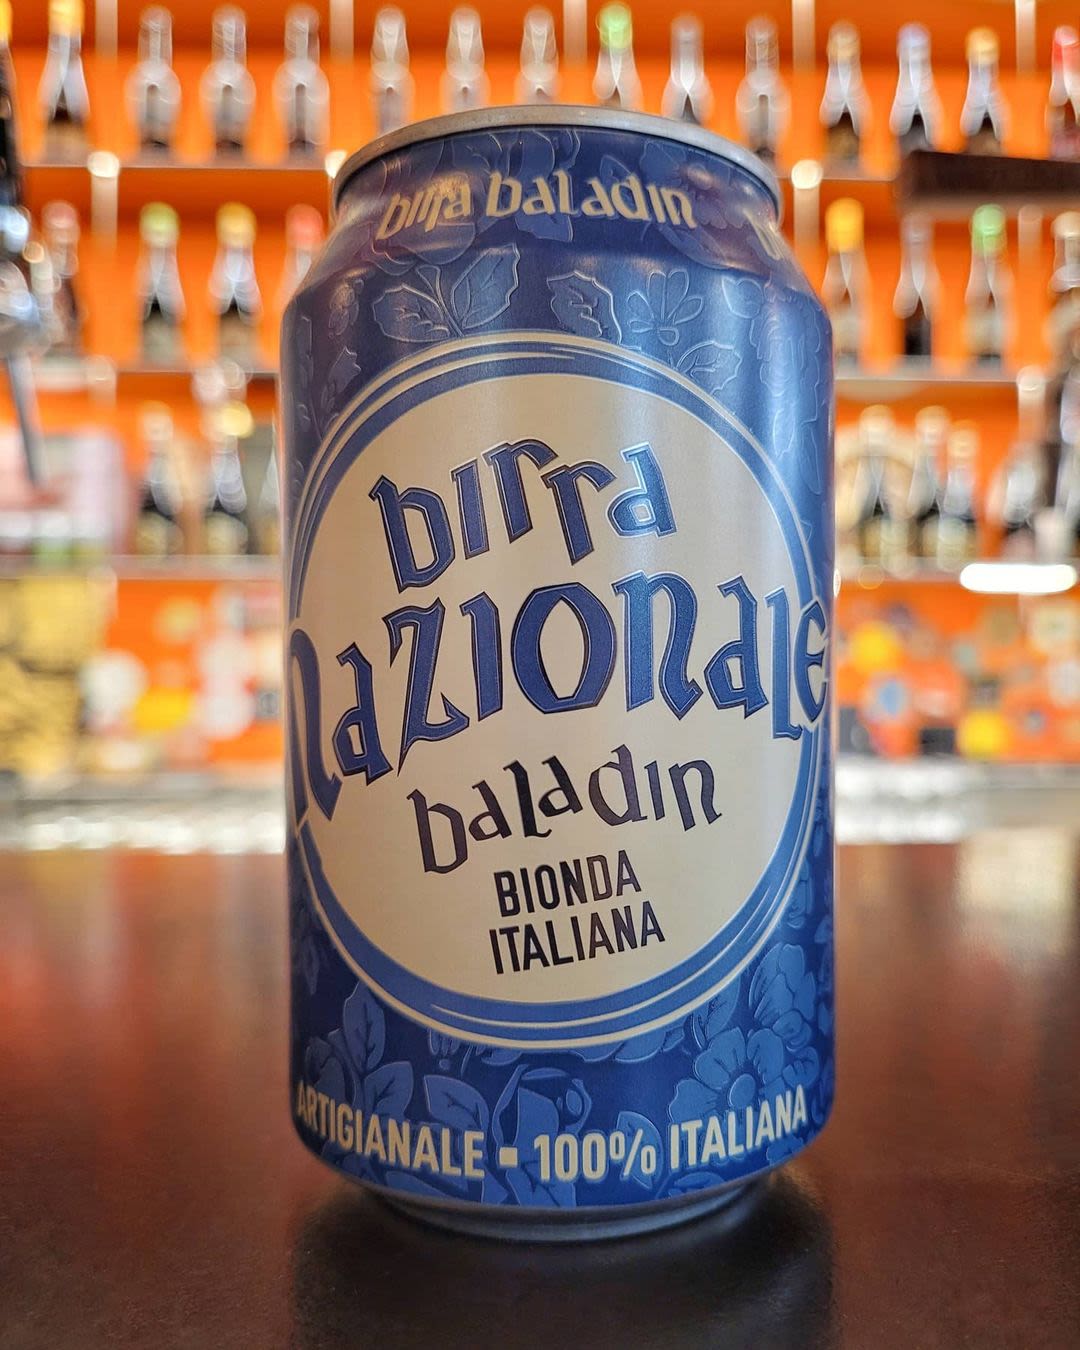 birra baladin
birra
nazionale
baladin
BIONDA
ITALIANA
ARTIGIANALE ▪ 100% ITALIANA